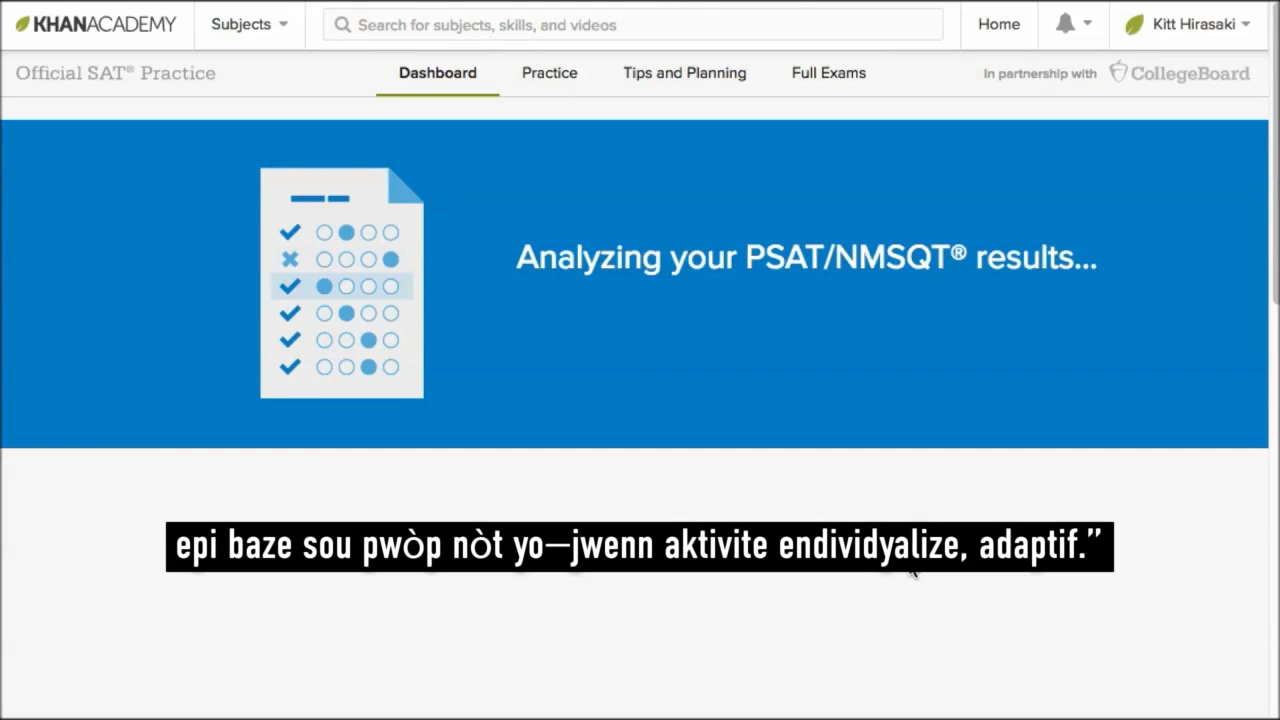 KHANACADEMY
Subjects
Search for subjects, skills, and videos
Home
Kitt Hirasaki
Official SAT® Practice
Dashboard
Practice
Tips and Planning
Full Exams
In partnership with
CollegeBoard
Analyzing your PSAT/NMSQT® results...
epi baze sou pwòp nòt yo—jwenn aktivite endividyalize, adaptif.”